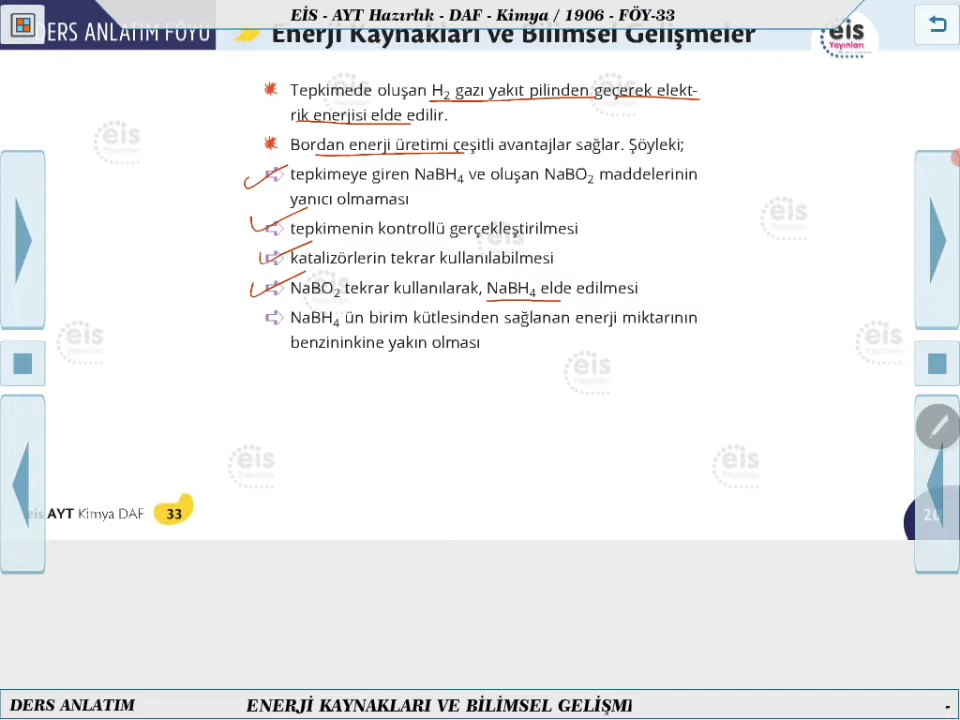 EİS - AYT Hazırlık - DAF - Kimya / 1906 - FÖY-33
DERS ANLATIM FÖYÜ
Enerji Kaynakları ve Bilimsel Gelişmeler
eis
Yayınları
Tepkimede oluşan H₂ gazı yakıt pilinden geçerek elekt-
rik enerjisi elde edilir.
Bordan enerji üretimi çeşitli avantajlar sağlar. Şöyleki;
tepkimeye giren NaBH₄ ve oluşan NaBO₂ maddelerinin
yanıcı olmaması
tepkimenin kontrollü gerçekleştirilmesi
katalizörlerin tekrar kullanılabilmesi
NaBO₂ tekrar kullanılarak, NaBH₄ elde edilmesi
NaBH₄ ün birim kütlesinden sağlanan enerji miktarının
benzininkine yakın olması
eis AYT Kimya DAF 33
DERS ANLATIM
ENERJİ KAYNAKLARI VE BİLİMSEL GELİŞM
-